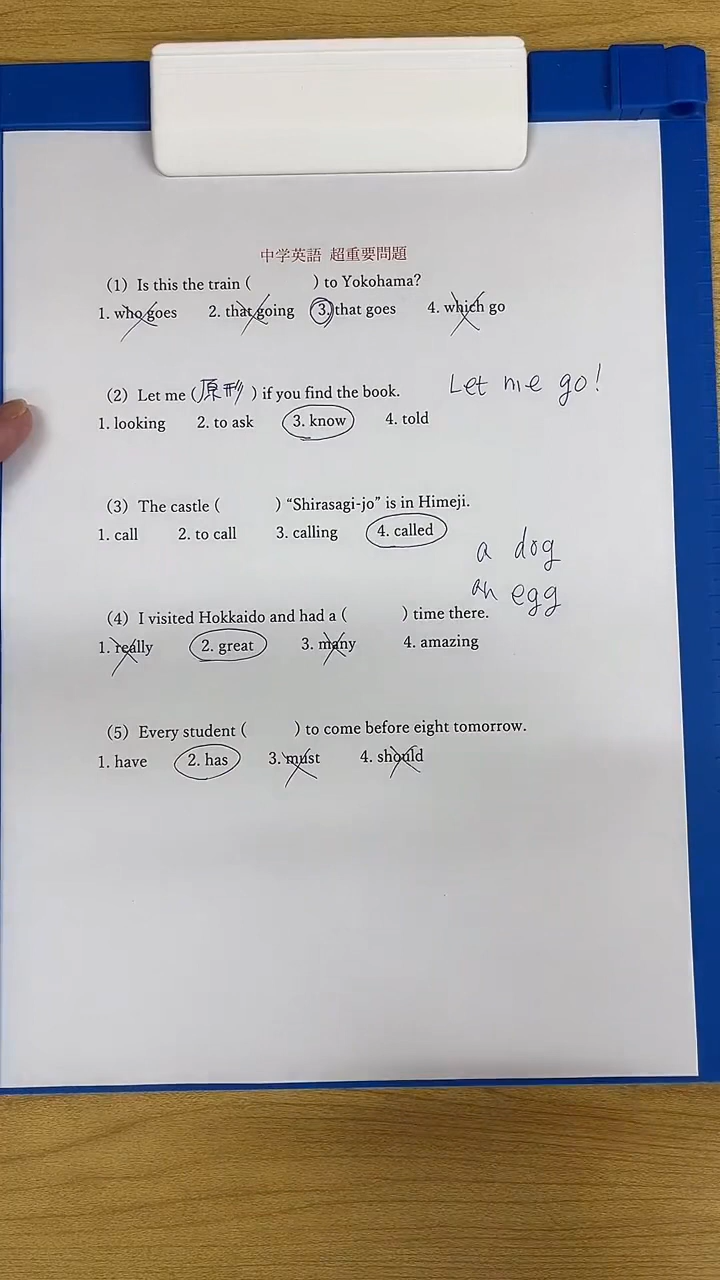 中学英語 超重要問題
(1) Is this the train (          ) to Yokohama?
1. who goes   2. that going   3. that goes   4. which go
(2) Let me (原形) if you find the book.   Let me go!
1. looking   2. to ask   3. know   4. told
(3) The castle (          ) “Shirasagi-jo” is in Himeji.
1. call   2. to call   3. calling   4. called
a dog
an egg
(4) I visited Hokkaido and had a (          ) time there.
1. really   2. great   3. many   4. amazing
(5) Every student (          ) to come before eight tomorrow.
1. have   2. has   3. must   4. should